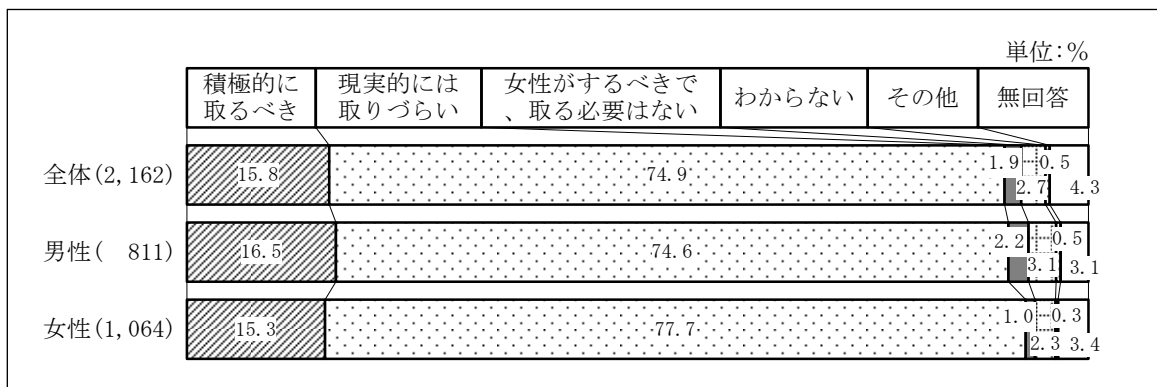 単位:%
積極的に
取るべき
現実的には
取りづらい
女性がするべきで
、取る必要はない
わからない
その他
無回答
全体(2,162)
15.8
74.9
1.9
2.7
0.5
4.3
男性( 811)
16.5
74.6
2.2
3.1
0.5
3.1
女性(1,064)
15.3
77.7
1.0
2.3
0.3
3.4